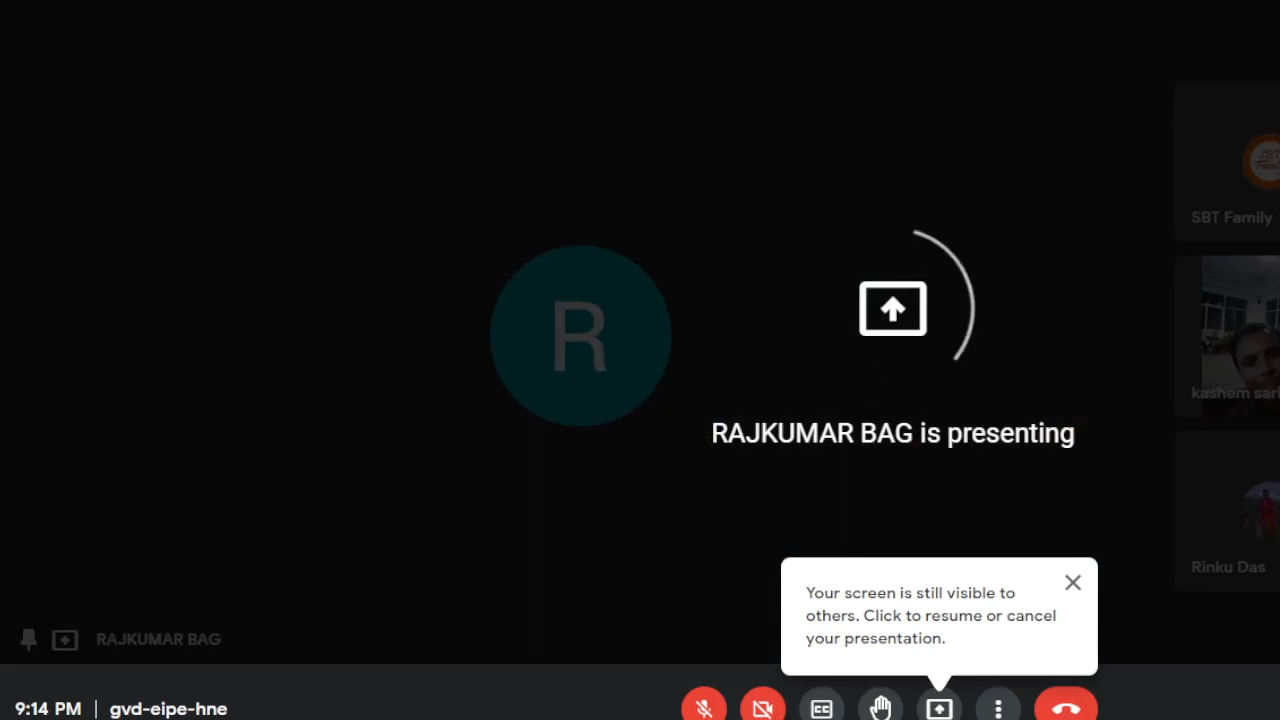 SBT Family
R
RAJKUMAR BAG is presenting
Rinku Das
Your screen is still visible to
others. Click to resume or cancel
your presentation.
RAJKUMAR BAG
9:14 PM | gvd-eipe-hne
CC
kashem